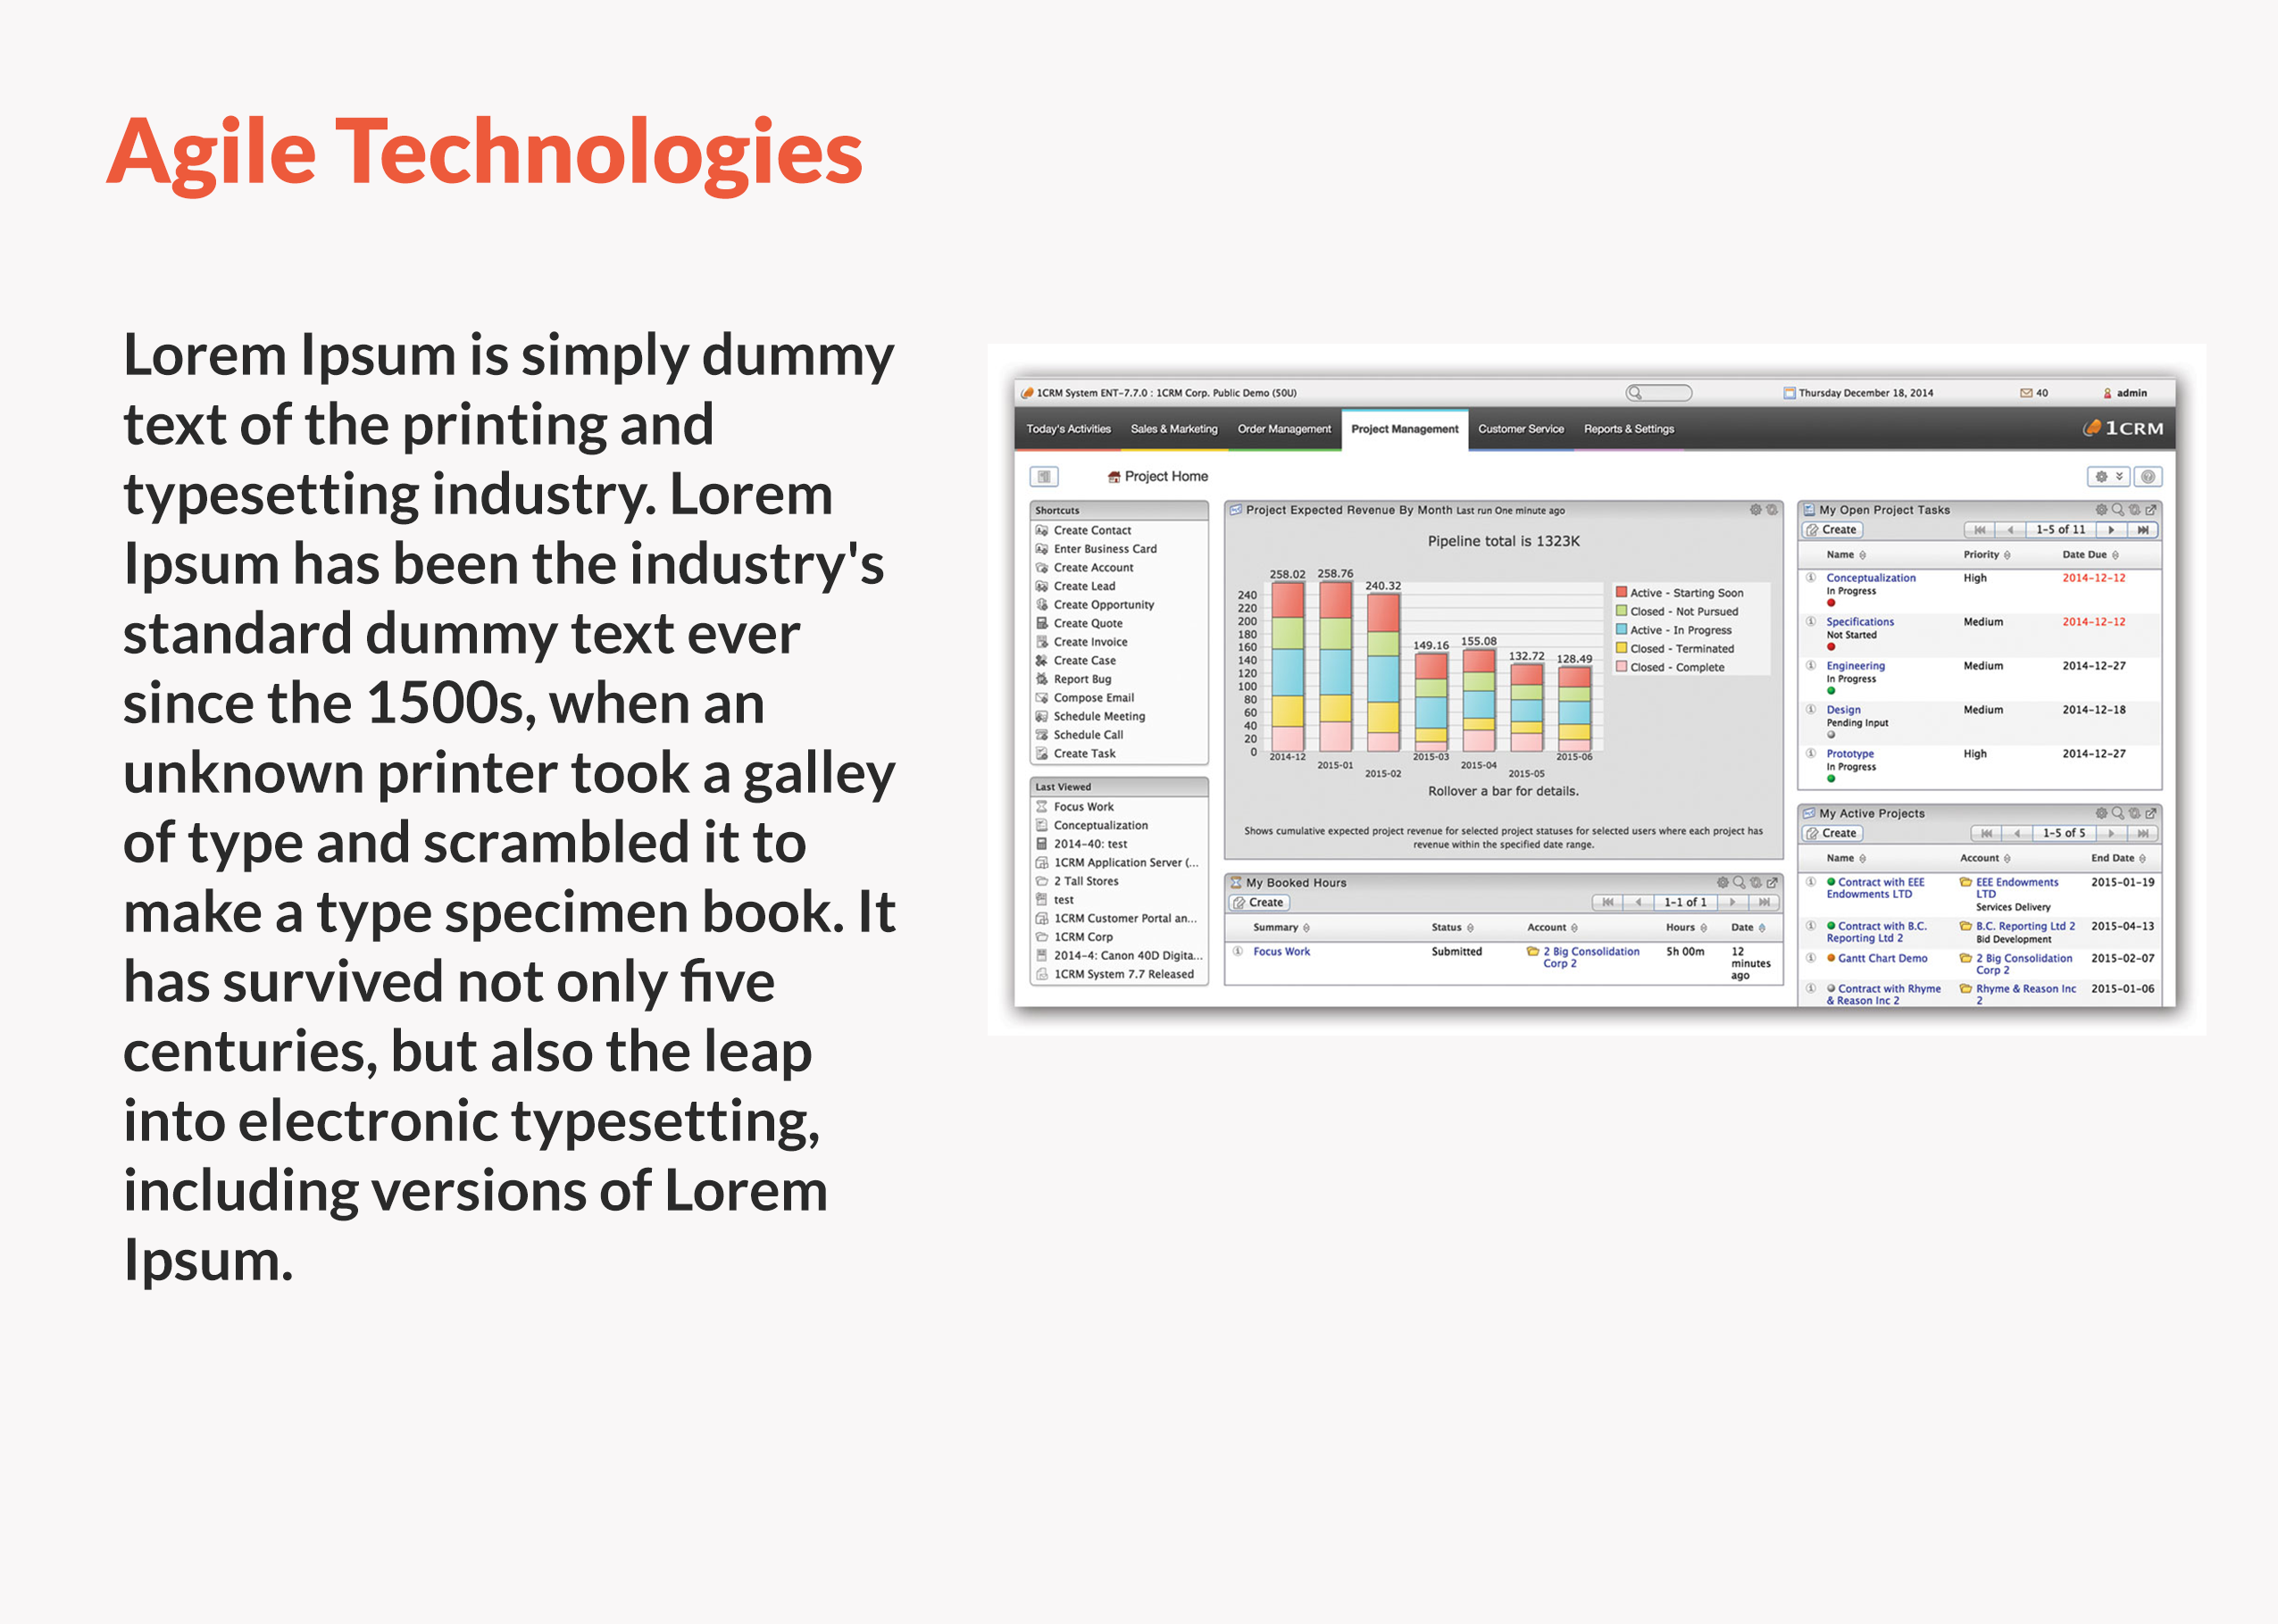 Agile Technologies
Lorem Ipsum is simply dummy
text of the printing and
typesetting industry. Lorem
Ipsum has been the industry's
standard dummy text ever
since the 1500s, when an
unknown printer took a galley
of type and scrambled it to
make a type specimen book. It
has survived not only five
centuries, but also the leap
into electronic typesetting,
including versions of Lorem
Ipsum.
1CRM System ENT-7.7.0 : 1CRM Corp. Public Demo (50U)
Thursday December 18, 2014
40
admin
Today's Activities Sales & Marketing Order Management Project Management Customer Service Reports & Settings
1CRM
Project Home
Shortcuts
Create Contact
Enter Business Card
Create Account
Create Lead
Create Opportunity
Create Quote
Create Invoice
Create Case
Report Bug
Compose Email
Schedule Meeting
Schedule Call
Create Task
Last Viewed
Focus Work
Conceptualization
2014-40: test
1CRM Application Server (...
2 Tall Stores
test
1CRM Customer Portal an...
1CRM Corp
2014-4: Canon 40D Digita...
1CRM System 7.7 Released
Project Expected Revenue By Month Last run One minute ago
Pipeline total is 1323K
258.02 258.76 240.32 149.16 155.08 132.72 128.49
240
220
200
180
160
140
120
100
80
60
40
20
0
2014-12 2015-01 2015-02 2015-03 2015-04 2015-05 2015-06
Active - Starting Soon
Closed - Not Pursued
Active - In Progress
Closed - Terminated
Closed - Complete
Rollover a bar for details.
Shows cumulative expected project revenue for selected project statuses for selected users where each project has
revenue within the specified date range.
My Booked Hours
Create
1-1 of 1
Summary Status Account Hours Date
Focus Work Submitted 2 Big Consolidation 5h 00m 12
Corp 2 minutes
ago
My Open Project Tasks
Create
1-5 of 11
Name Priority Date Due
Conceptualization High 2014-12-12
In Progress
Specifications Medium 2014-12-12
Not Started
Engineering Medium 2014-12-27
In Progress
Design Medium 2014-12-18
Pending Input
Prototype High 2014-12-27
In Progress
My Active Projects
Create
1-5 of 5
Name Account End Date
Contract with EEE EEE Endowments 2015-01-19
Endowments LTD LTD
Services Delivery
Contract with B.C. B.C. Reporting Ltd 2 2015-04-13
Reporting Ltd 2 Bid Development
Gantt Chart Demo 2 Big Consolidation 2015-02-07
Corp 2
Contract with Rhyme Rhyme & Reason Inc 2015-01-06
& Reason Inc 2 2